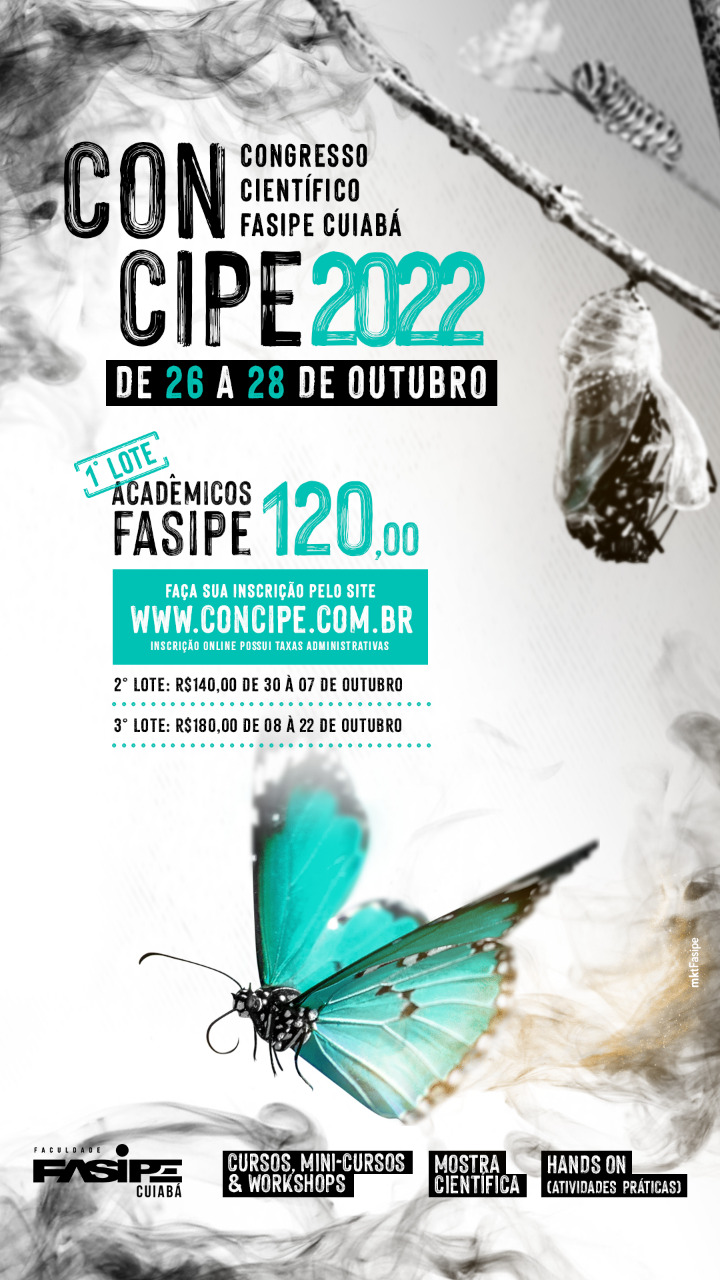 CON
CONGRESSO
CIENTÍFICO
FASIPE CUIABÁ
CIPE 2022
DE 26 A 28 DE OUTUBRO
1° LOTE
ACADÊMICOS
FASIPE 120,00
FAÇA SUA INSCRIÇÃO PELO SITE
WWW.CONCIPE.COM.BR
INSCRIÇÃO ONLINE POSSUI TAXAS ADMINISTRATIVAS
2° LOTE: R$140,00 DE 30 À 07 DE OUTUBRO
3° LOTE: R$180,00 DE 08 À 22 DE OUTUBRO
mktFasipe
FACULDADE
FASIPE
CUIABÁ
CURSOS, MINI-CURSOS
& WORKSHOPS
MOSTRA
CIENTÍFICA
HANDS ON
(ATIVIDADES PRÁTICAS)